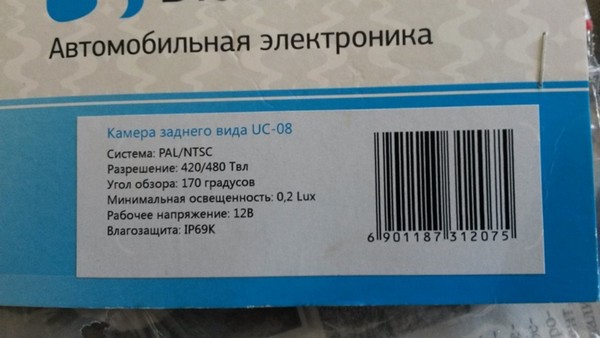 Автомобильная электроника
Камера заднего вида UC-08
Система: PAL/NTSC
Разрешение: 420/480 Твл
Угол обзора: 170 градусов
Минимальная освещенность: 0,2 Lux
Рабочее напряжение: 12В
Влагозащита: IP69K
6 901187 312075